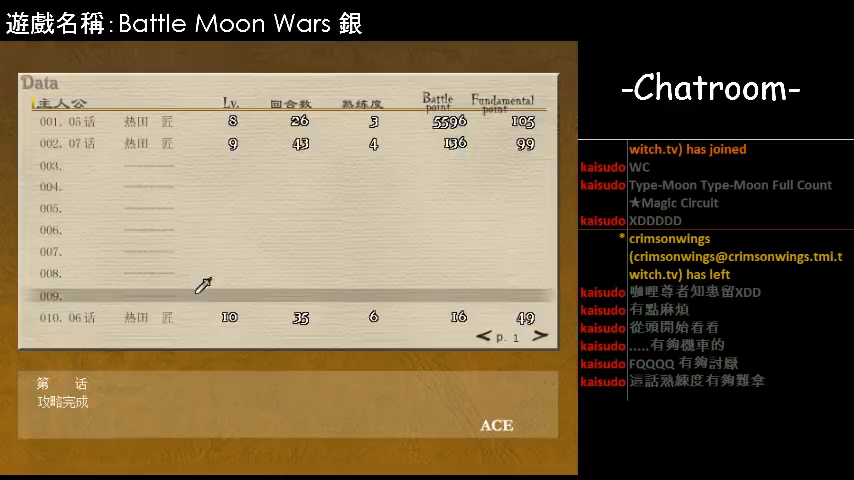 遊戲名稱：Battle Moon Wars 銀
Data
主人公 Lv. 回合数 熟练度 Battle point Fundamental point
001. 05话 热田 匠 8 26 3 5596 105
002. 07话 热田 匠 9 43 4 136 99
003. ----------
004. ----------
005. ----------
006. ----------
007. ----------
008. ----------
009. ----------
010. 06话 热田 匠 10 35 6 16 49
< p. 1 >
第 话
攻略完成
ACE
-Chatroom-
witch.tv) has joined
kaisudo WC
kaisudo Type-Moon Type-Moon Full Count
★Magic Circuit
kaisudo XDDDDD
* crimsonwings
(crimsonwings@crimsonwings.tmi.t
witch.tv) has left
kaisudo 咖哩尊者知惠留XDD
kaisudo 有點麻煩
kaisudo 從頭開始看看
kaisudo .....有夠機車的
kaisudo FQQQQ 有夠討厭
kaisudo 這話熟練度有夠難拿